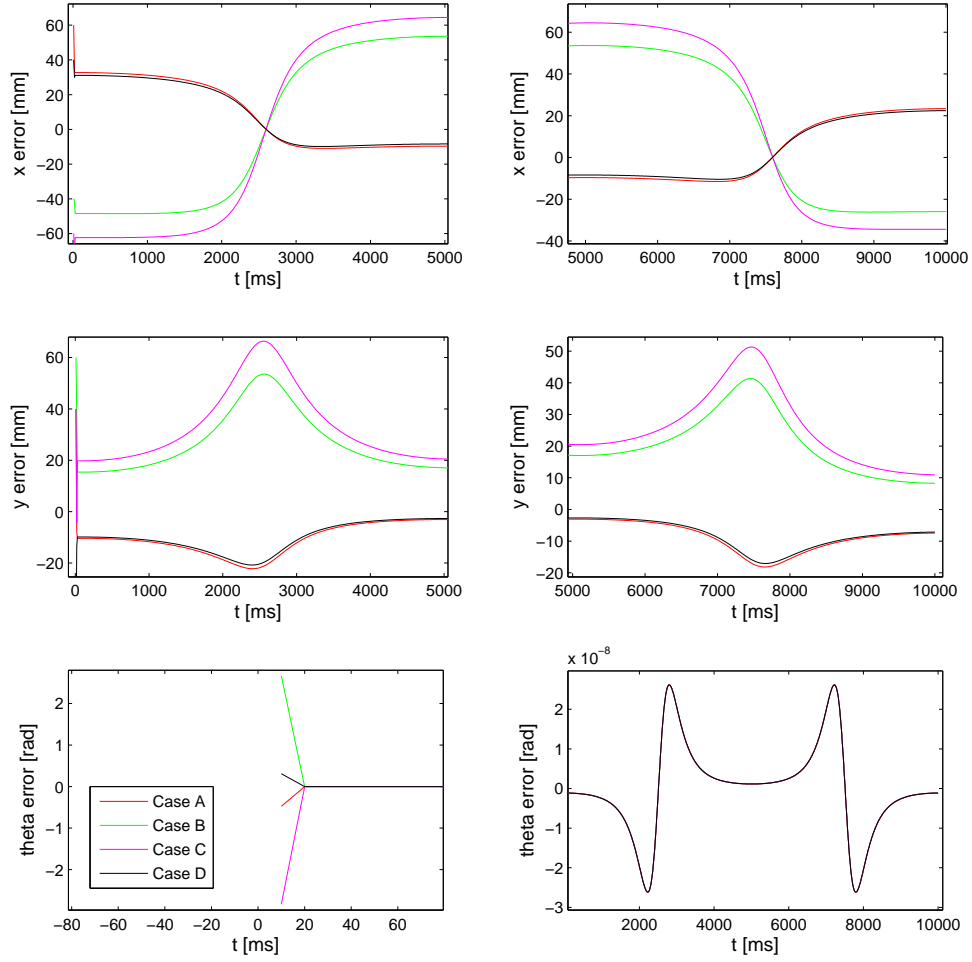 60
40
20
0
−20
−40
−60
x error [mm]
0 1000 2000 3000 4000 5000
t [ms]
60
40
20
0
−20
−40
x error [mm]
5000 6000 7000 8000 9000 10000
t [ms]
60
40
20
0
−20
y error [mm]
0 1000 2000 3000 4000 5000
t [ms]
50
40
30
20
10
0
−10
−20
y error [mm]
5000 6000 7000 8000 9000 10000
t [ms]
2
1
0
−1
−2
theta error [rad]
Case A
Case B
Case C
Case D
−80 −60 −40 −20 0 20 40 60
t [ms]
x 10−8
2
1
0
−1
−2
−3
theta error [rad]
2000 4000 6000 8000 10000
t [ms]